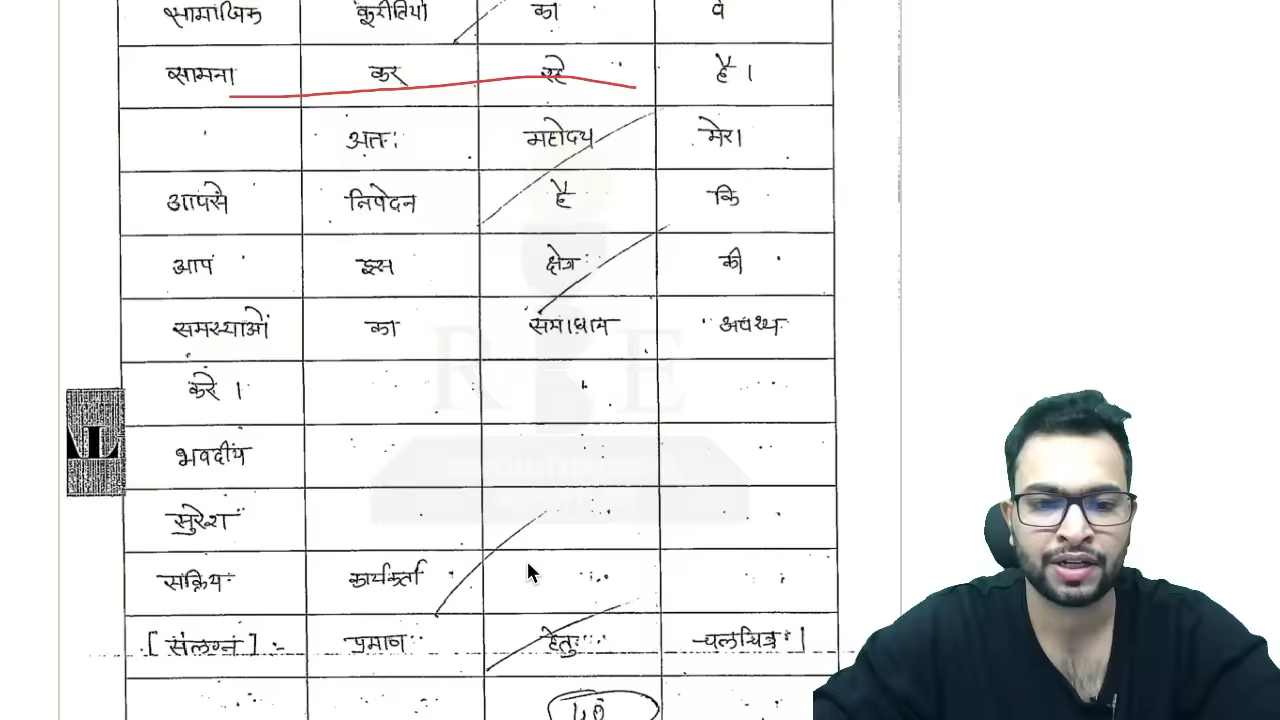 सामाजिक कुरीतियों का वे
सामना कर रहे है।
अतः महोदय मेरा
आपसे निवेदन है कि
आप इस क्षेत्र की
समस्याओं का समाधान अवश्य
करे।
भवदीय
सुरेश
सक्रिय कार्यकर्ता
[संलग्न] :- प्रमाण हेतु चलचित्र।
R E